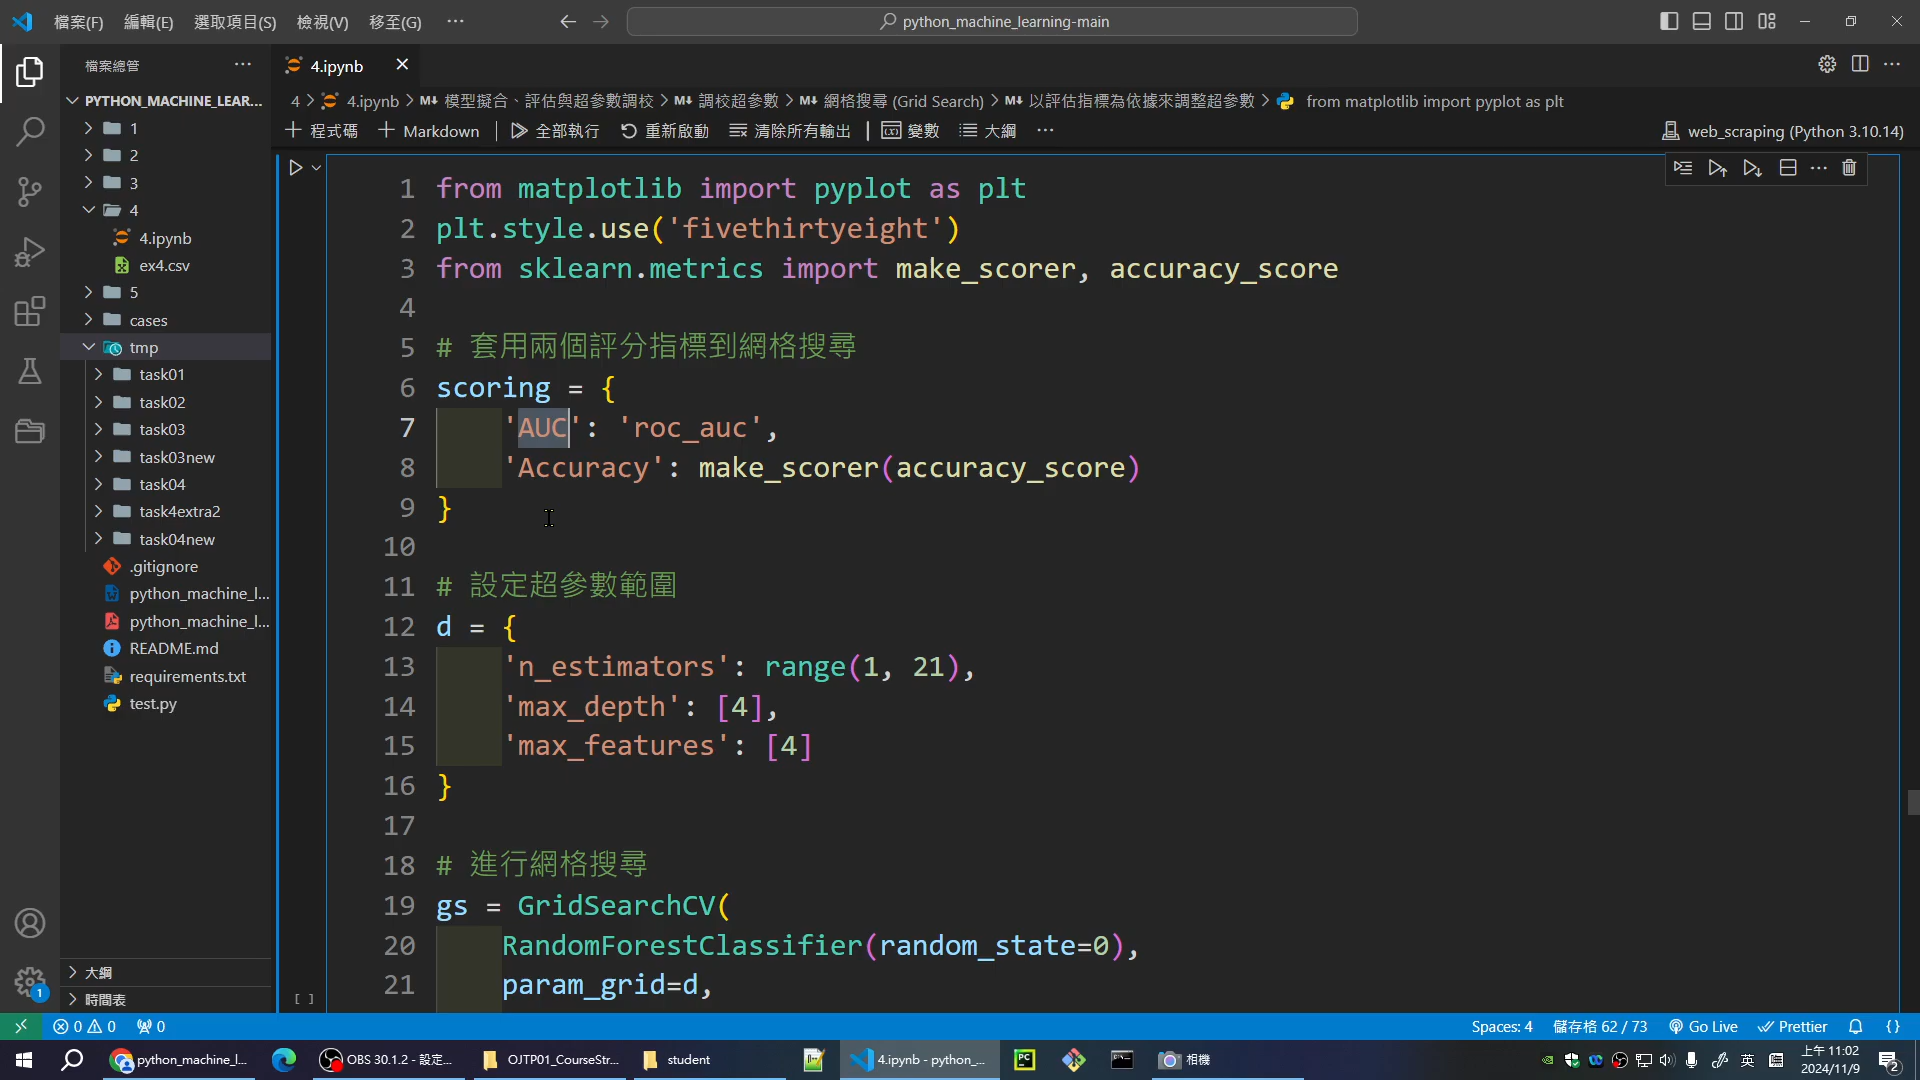 檔案(F) 編輯(E) 選取項目(S) 檢視(V) 移至(G) ··· python_machine_learning-main
檔案總管 ···
4.ipynb
PYTHON_MACHINE_LEAR...
1
2
3
4
4.ipynb
ex4.csv
5
cases
tmp
task01
task02
task03
task03new
task04
task4extra2
task04new
.gitignore
python_machine_l...
python_machine_l...
README.md
requirements.txt
test.py
大綱
時間表
4 > 4.ipynb > M↓ 模型擬合、評估與超參數調校 > M↓ 調校超參數 > M↓ 網格搜尋 (Grid Search) > M↓ 以評估指標為依據來調整超參數 > from matplotlib import pyplot as plt
+ 程式碼 + Markdown | 全部執行 重新啟動 清除所有輸出 | 變數 大綱 ··· web_scraping (Python 3.10.14)
1 from matplotlib import pyplot as plt
2 plt.style.use('fivethirtyeight')
3 from sklearn.metrics import make_scorer, accuracy_score
4
5 # 套用兩個評分指標到網格搜尋
6 scoring = {
7 'AUC': 'roc_auc',
8 'Accuracy': make_scorer(accuracy_score)
9 }
10
11 # 設定超參數範圍
12 d = {
13 'n_estimators': range(1, 21),
14 'max_depth': [4],
15 'max_features': [4]
16 }
17
18 # 進行網格搜尋
19 gs = GridSearchCV(
20 RandomForestClassifier(random_state=0),
21 param_grid=d,
[ ]
1
0 0 0 Spaces: 4 儲存格 62 / 73 Go Live Prettier {}
python_machine_l... OBS 30.1.2 - 設定... OJTP01_CourseStr... student 4.ipynb - python_... PC 相機 英 上午 11:02
2024/11/9 2